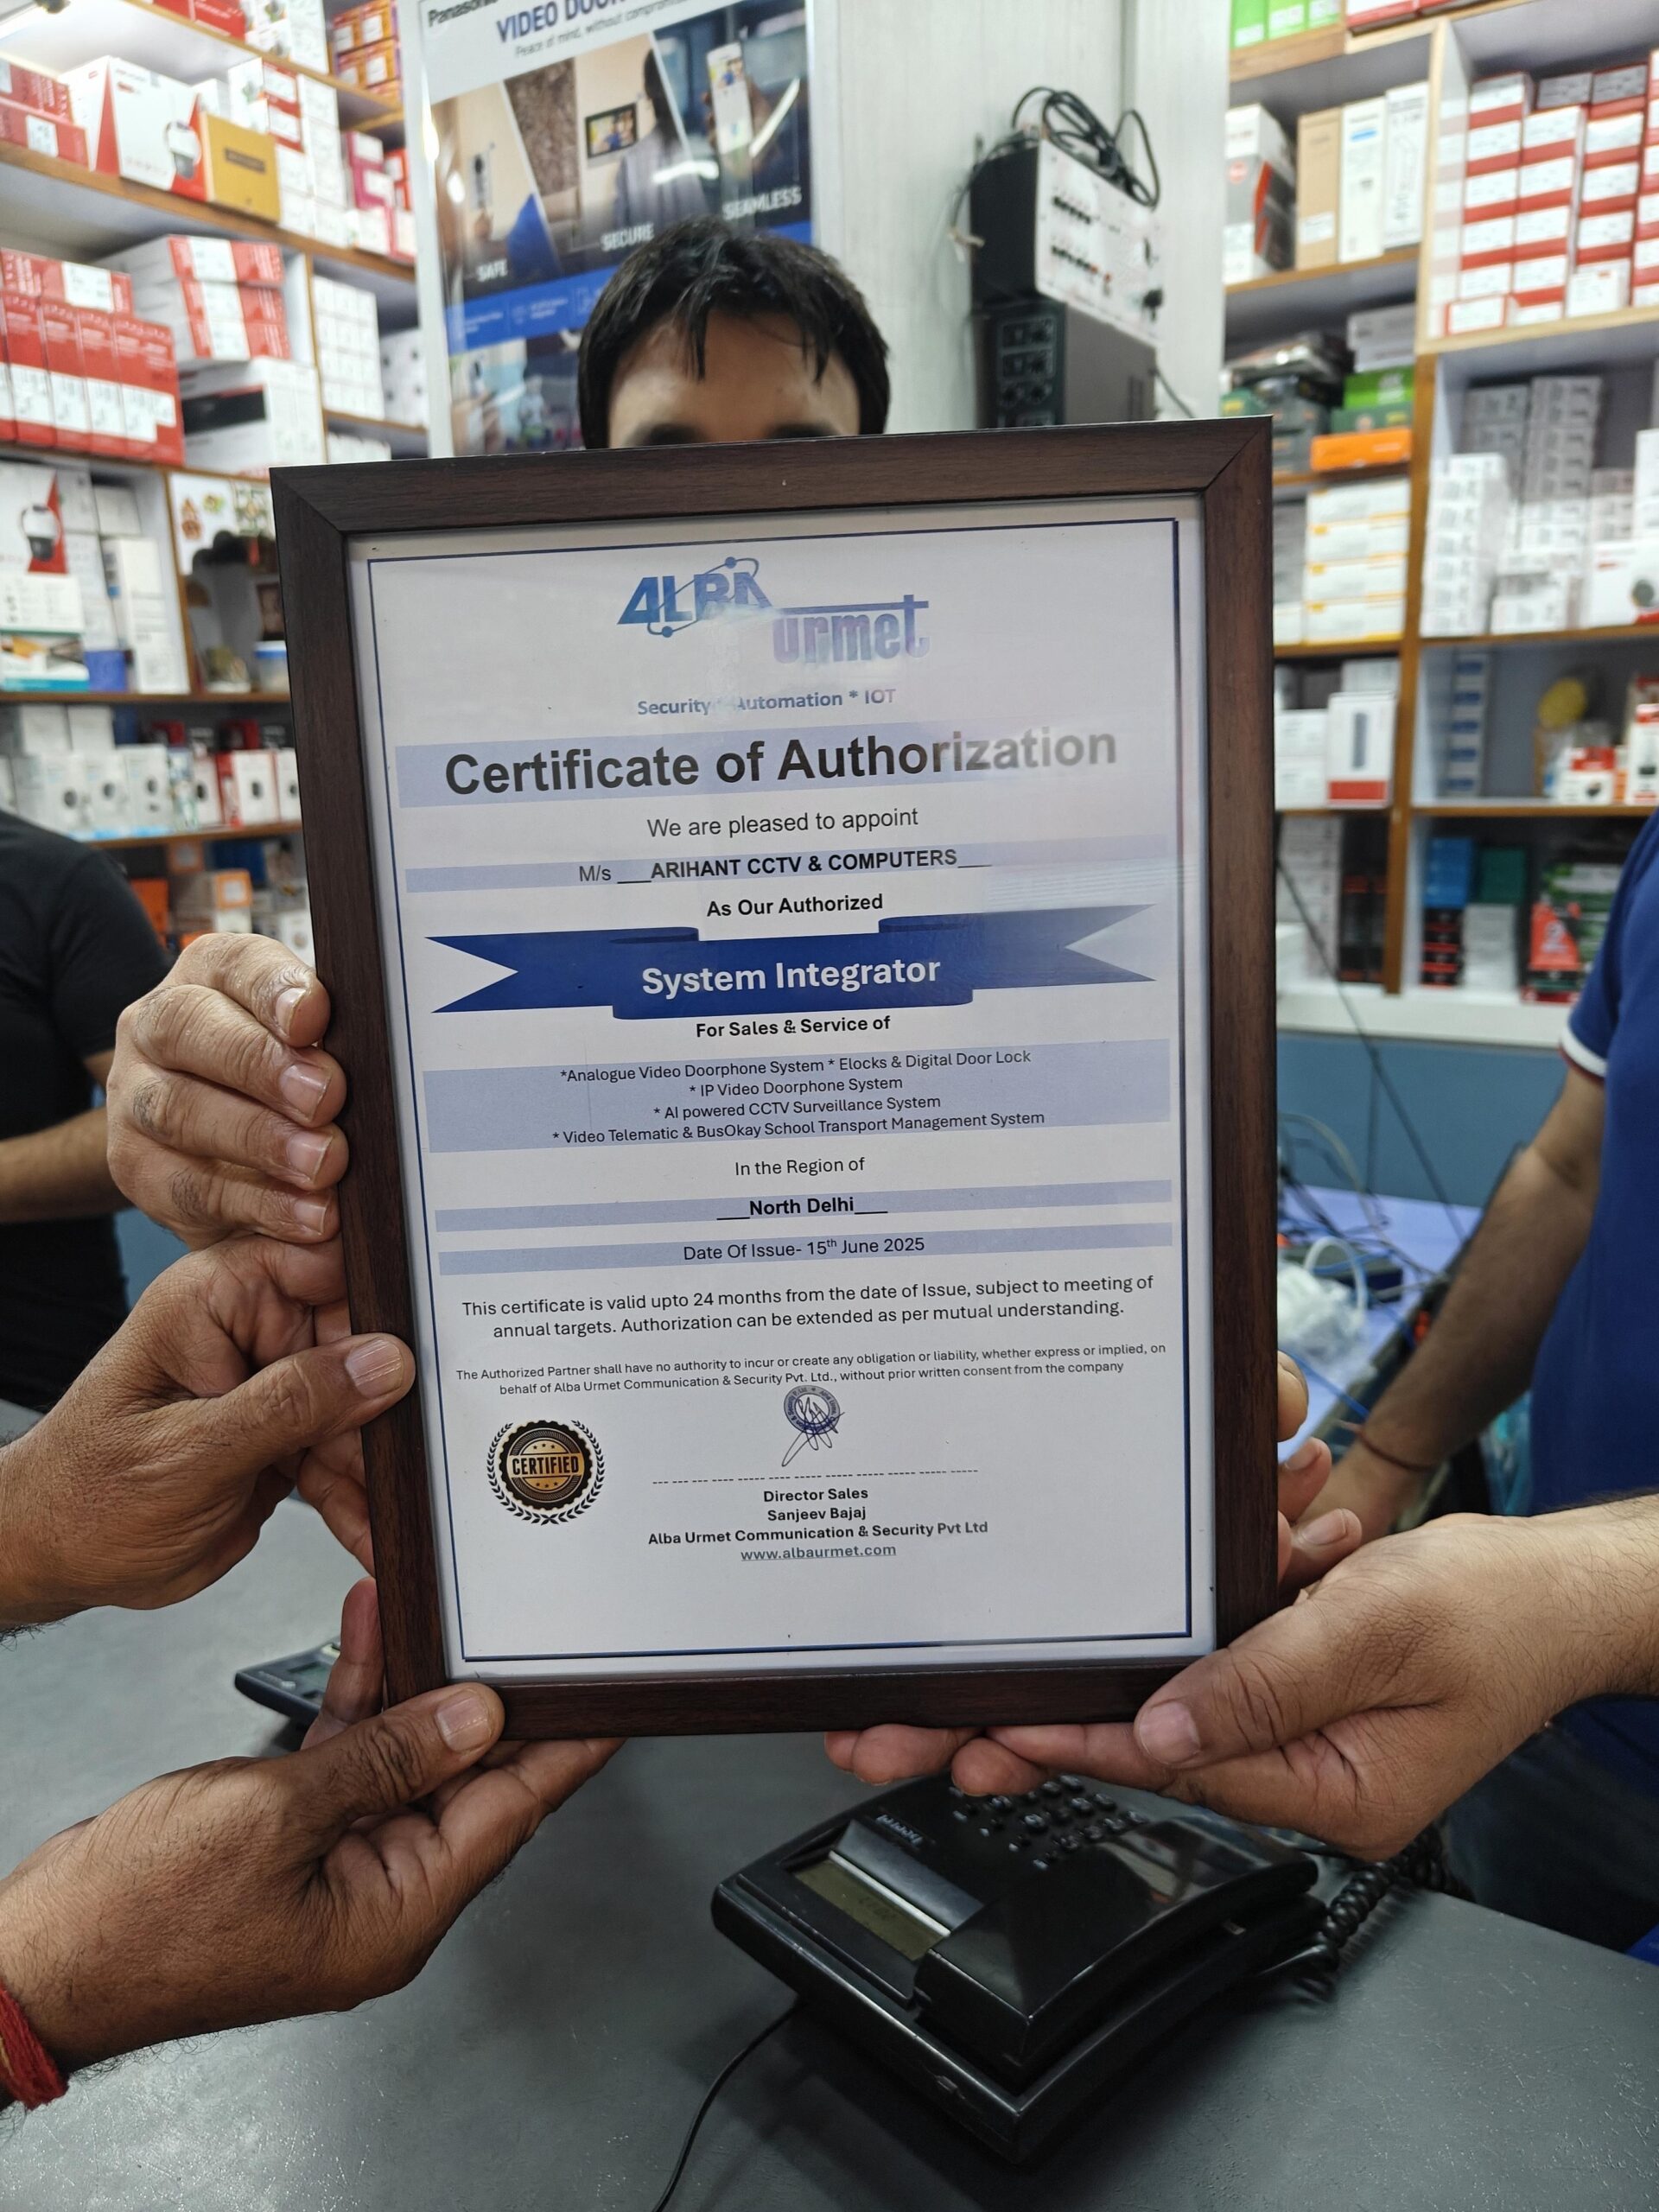 Panasonic
VIDEO DOOR
Peace of mind, without
SAFE
SECURE
SEAMLESS
ALBA
urmet
Security * Automation * IOT
Certificate of Authorization
We are pleased to appoint
M/s ___ARIHANT CCTV & COMPUTERS___
As Our Authorized
System Integrator
For Sales & Service of
*Analogue Video Doorphone System * Elocks & Digital Door Lock
* IP Video Doorphone System
* AI powered CCTV Surveillance System
* Video Telematic & BusOkay School Transport Management System
In the Region of
___North Delhi___
Date Of Issue- 15th June 2025
This certificate is valid upto 24 months from the date of Issue, subject to meeting of
annual targets. Authorization can be extended as per mutual understanding.
The Authorized Partner shall have no authority to incur or create any obligation or liability, whether express or implied, on
behalf of Alba Urmet Communication & Security Pvt. Ltd., without prior written consent from the company
CERTIFIED
Director Sales
Sanjeev Bajaj
Alba Urmet Communication & Security Pvt Ltd
www.albaurmet.com